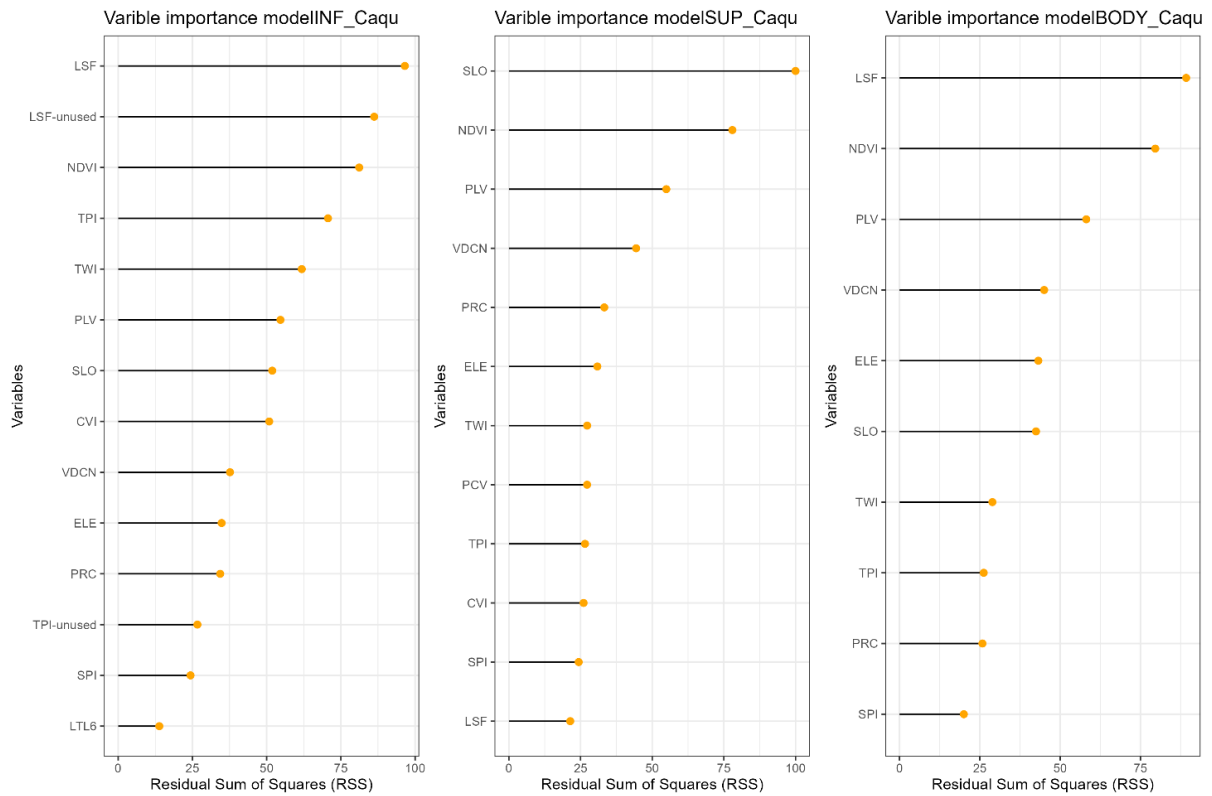 Varible importance modelINF_Caqu
LSF
LSF-unused
NDVI
TPI
TWI
PLV
SLO
CVI
VDCN
ELE
PRC
TPI-unused
SPI
LTL6
Variables
0 25 50 75 100
Residual Sum of Squares (RSS)
Varible importance modelSUP_Caqu
SLO
NDVI
PLV
VDCN
PRC
ELE
TWI
PCV
TPI
CVI
SPI
LSF
Variables
0 25 50 75 100
Residual Sum of Squares (RSS)
Varible importance modelBODY_Caqu
LSF
NDVI
PLV
VDCN
ELE
SLO
TWI
TPI
PRC
SPI
Variables
0 25 50 75
Residual Sum of Squares (RSS)